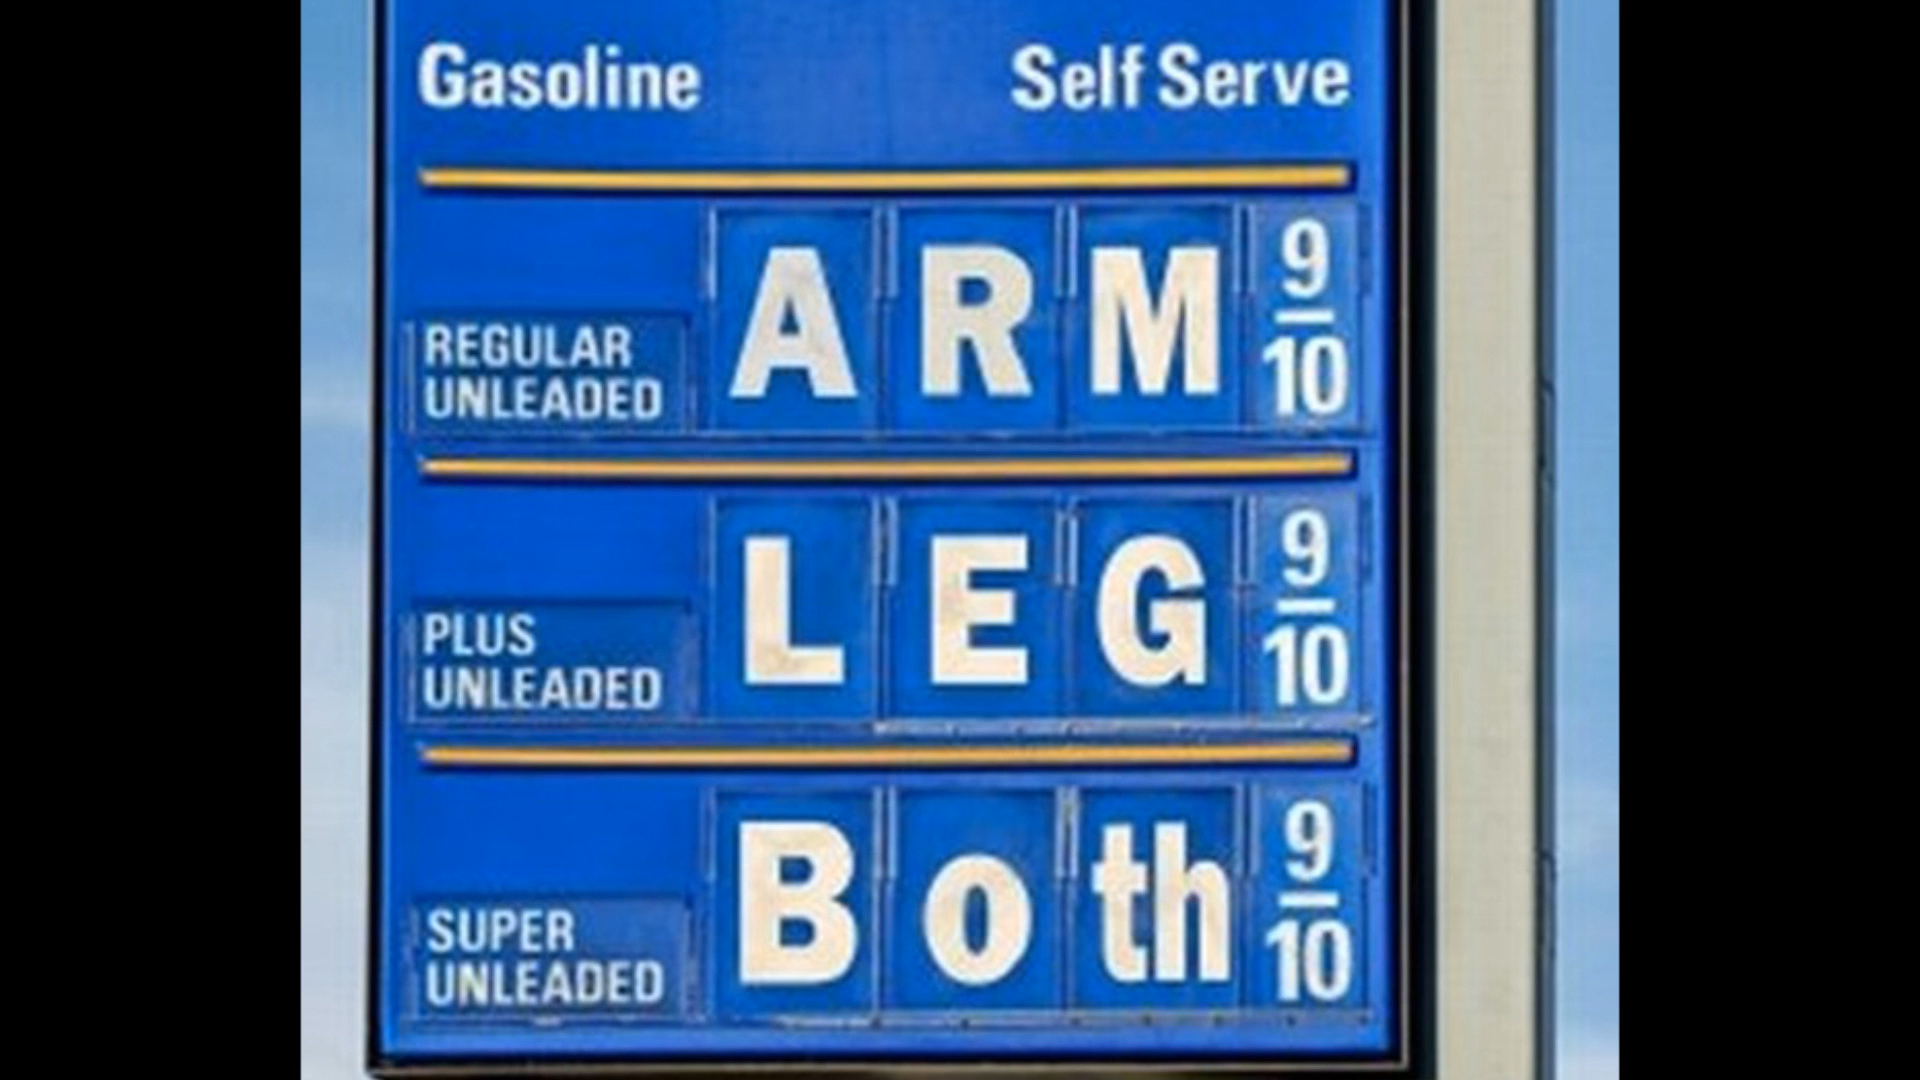 Gasoline Self Serve
ARM 9/10
REGULAR
UNLEADED
LEG 9/10
PLUS
UNLEADED
Both 9/10
SUPER
UNLEADED